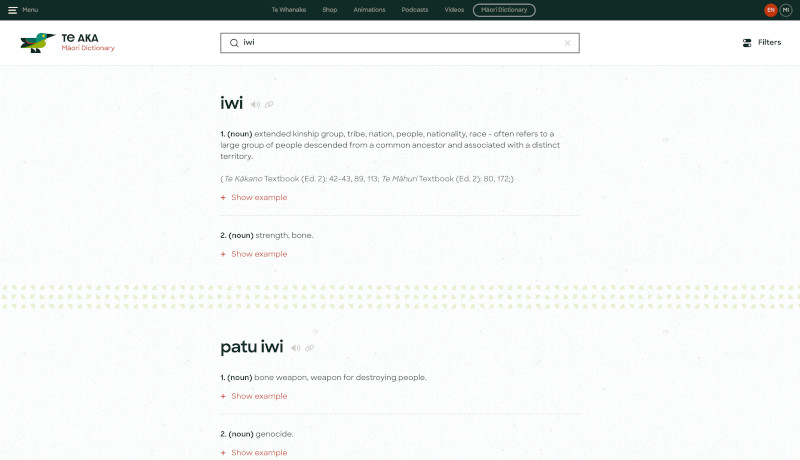 Menu
Te Whanake Shop Animations Podcasts Videos Māori Dictionary
EN MI
Te AKA
Māori Dictionary
iwi
Filters
iwi
1. (noun) extended kinship group, tribe, nation, people, nationality, race - often refers to a
large group of people descended from a common ancestor and associated with a distinct
territory.
( Te Kākano Textbook (Ed. 2): 42-43, 89, 113; Te Māhuri Textbook (Ed. 2): 80, 172;)
+ Show example
2. (noun) strength, bone.
+ Show example
patu iwi
1. (noun) bone weapon, weapon for destroying people.
+ Show example
2. (noun) genocide.
+ Show example